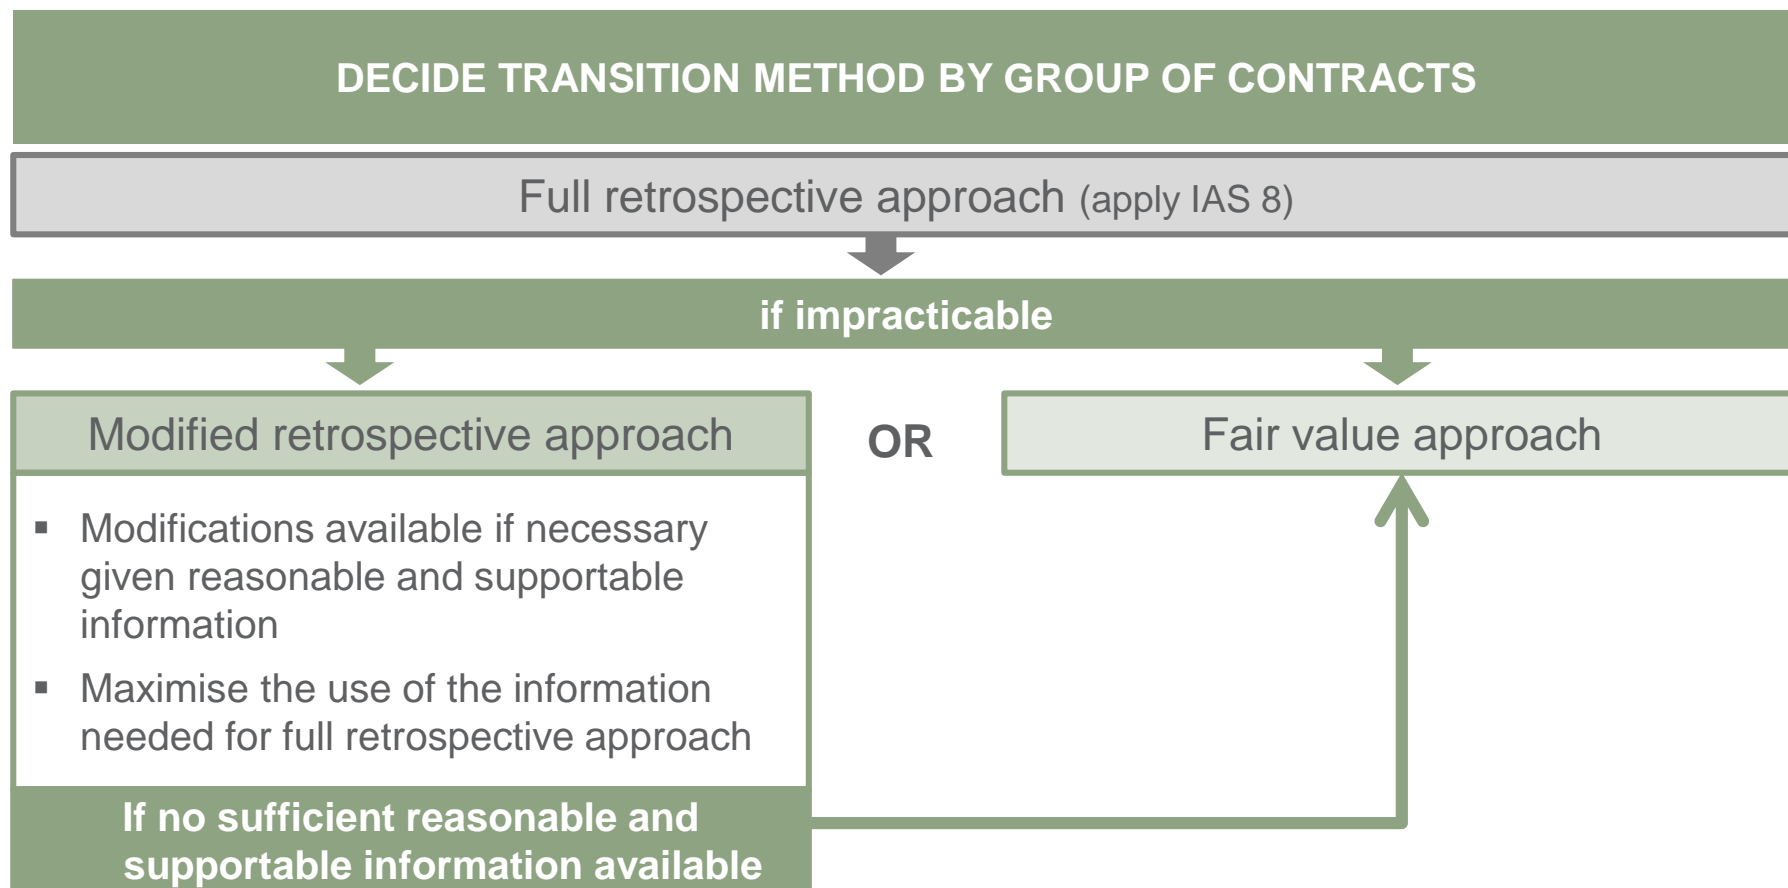 DECIDE TRANSITION METHOD BY GROUP OF CONTRACTS
Full retrospective approach (apply IAS 8)
if impracticable
Modified retrospective approach
OR
Fair value approach
▪ Modifications available if necessary
given reasonable and supportable
information
▪ Maximise the use of the information
needed for full retrospective approach
If no sufficient reasonable and
supportable information available